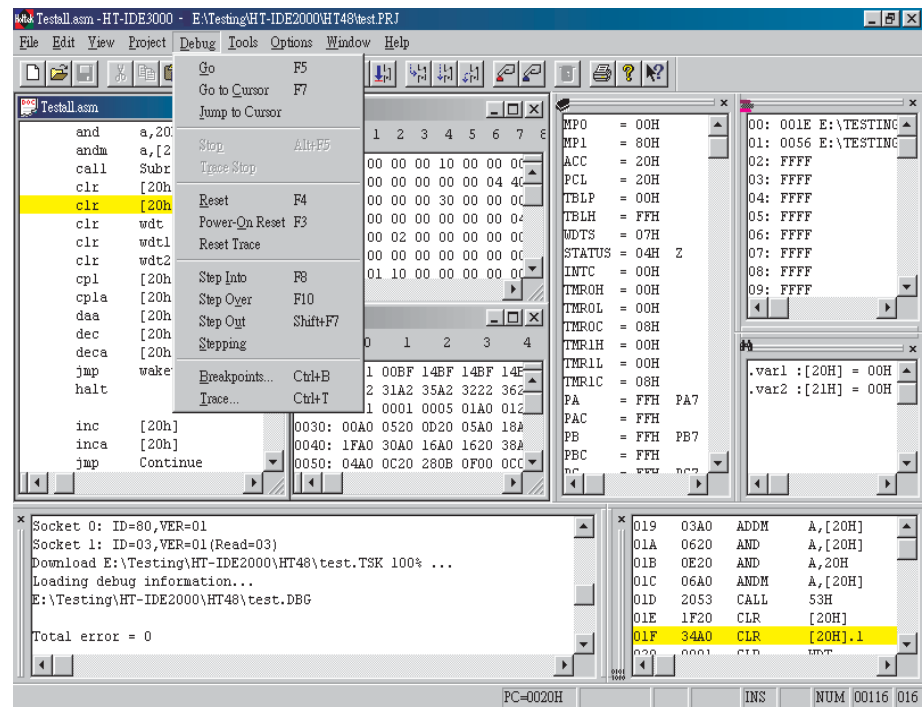 Testall.asm - HT-IDE3000 - E:\Testing\HT-IDE2000\HT48\test.PRJ
File Edit View Project Debug Tools Options Window Help
Go F5
Go to Cursor F7
Jump to Cursor
Stop Alt+F5
Trace Stop
Reset F4
Power-On Reset F3
Reset Trace
Step Into F8
Step Over F10
Step Out Shift+F7
Stepping
Breakpoints... Ctrl+B
Trace... Ctrl+T
Testall.asm
and a,20
andm a,[2
call Subr
clr [20h
clr [20h
clr wdt
clr wdt1
clr wdt2
cpl [20h
cpla [20h
daa [20h
dec [20h
deca [20h
jmp wake
halt
inc [20h]
inca [20h]
jmp Continue
1 2 3 4 5 6 7 8
00 00 00 10 00 00 00
00 00 00 00 00 04 40
00 00 00 30 00 00 00
00 00 00 00 00 00 04
00 02 00 00 00 00 00
01 10 00 00 00 00 00
0 1 2 3 4
1 00BF 14BF 14BF 14B
2 31A2 35A2 3222 362
1 0001 0005 01A0 012
0030: 00A0 0520 0D20 05A0 18A
0040: 1FA0 30A0 16A0 1620 38A
0050: 04A0 0C20 280B 0F00 0CC
MP0 = 00H
MP1 = 80H
ACC = 20H
PCL = 20H
TBLP = 00H
TBLH = FFH
WDTS = 07H
STATUS = 04H Z
INTC = 00H
TMR0H = 00H
TMR0L = 00H
TMR0C = 08H
TMR1H = 00H
TMR1L = 00H
TMR1C = 08H
PA = FFH PA7
PAC = FFH
PB = FFH PB7
PBC = FFH
PC = FFH PC7
00: 001E E:\TESTING
01: 0056 E:\TESTING
02: FFFF
03: FFFF
04: FFFF
05: FFFF
06: FFFF
07: FFFF
08: FFFF
09: FFFF
.var1 :[20H] = 00H
.var2 :[21H] = 00H
Socket 0: ID=80,VER=01
Socket 1: ID=03,VER=01(Read=03)
Download E:\Testing\HT-IDE2000\HT48\test.TSK 100% ...
Loading debug information...
E:\Testing\HT-IDE2000\HT48\test.DBG
Total error = 0
019 03A0 ADDM A,[20H]
01A 0620 AND A,[20H]
01B 0E20 AND A,20H
01C 06A0 ANDM A,[20H]
01D 2053 CALL 53H
01E 1F20 CLR [20H]
01F 34A0 CLR [20H].1
020 0001 CLR WDT
PC=0020H INS NUM 00116 016